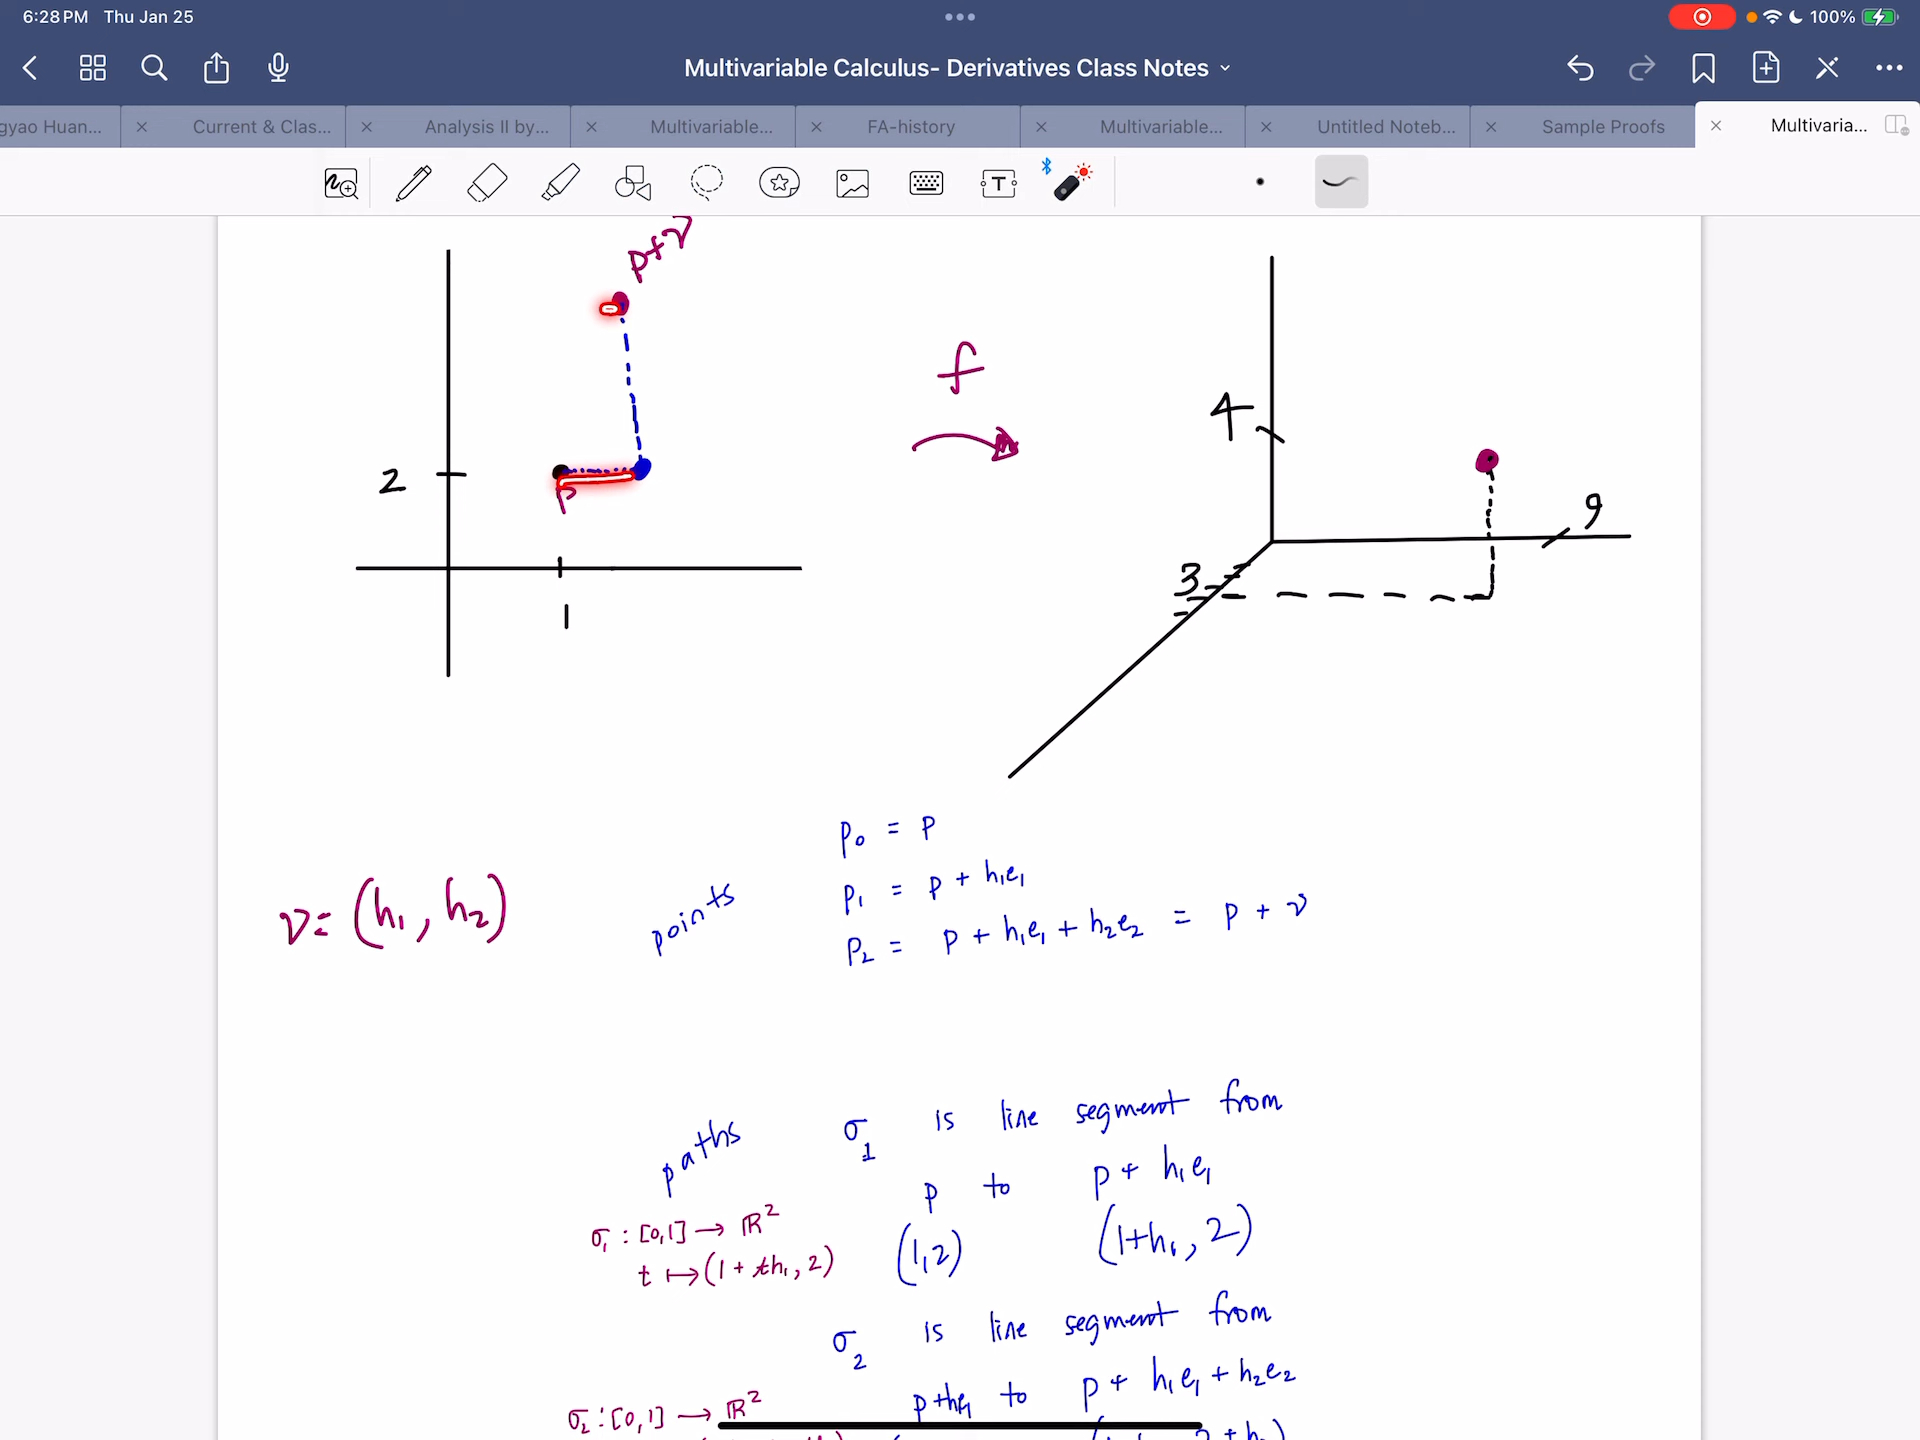 6:28 PM Thu Jan 25
100%
Multivariable Calculus- Derivatives Class Notes
gyao Huan...
Current & Clas...
Analysis II by...
Multivariable...
FA-history
Multivariable...
Untitled Noteb...
Sample Proofs
Multivaria...
T
p+v
f
4
2
p
9
3
1
p₀ = p
p₁ = p + h₁e₁
v = (h₁, h₂)
points
p₂ = p + h₁e₁ + h₂e₂ = p + v
paths
σ₁ is line segment from
p to p + h₁e₁
σ₁ : [0,1] → ℝ²
(1,2) (1+h₁, 2)
t ↦ (1 + th₁, 2)
σ₂ is line segment from
p+he₁ to p + h₁e₁ + h₂e₂
σ₂ : [0,1] → ℝ²